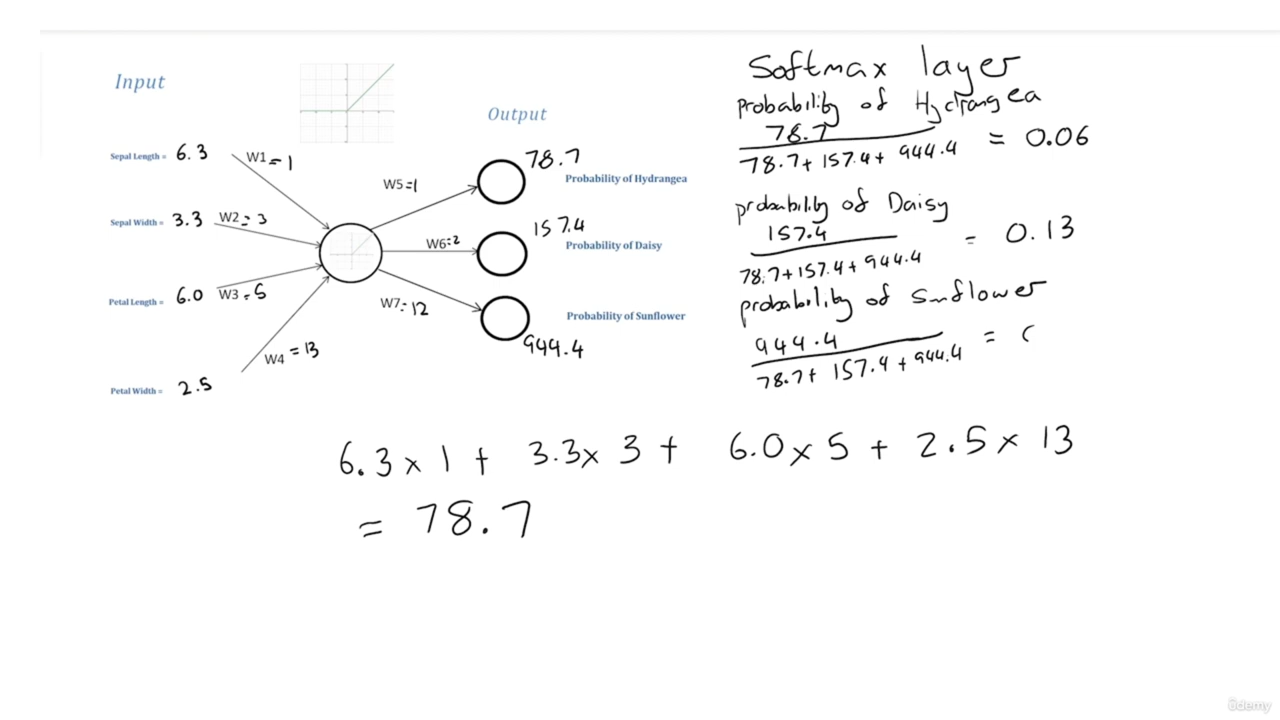 Input
Sepal Length = 6.3
W1 = 1
Sepal Width = 3.3
W2 = 3
Petal Length = 6.0
W3 = 5
W4 = 13
Petal Width = 2.5
Output
W5 = 1
78.7
Probability of Hydrangea
W6 = 2
157.4
Probability of Daisy
W7 = 12
Probability of Sunflower
944.4
Softmax layer
probability of Hydrangea
78.7
78.7 + 157.4 + 944.4
= 0.06
probability of Daisy
157.4
78.7 + 157.4 + 944.4
= 0.13
probability of Sunflower
944.4
78.7 + 157.4 + 944.4
=
6.3 x 1 + 3.3 x 3 + 6.0 x 5 + 2.5 x 13
= 78.7
ûdemy